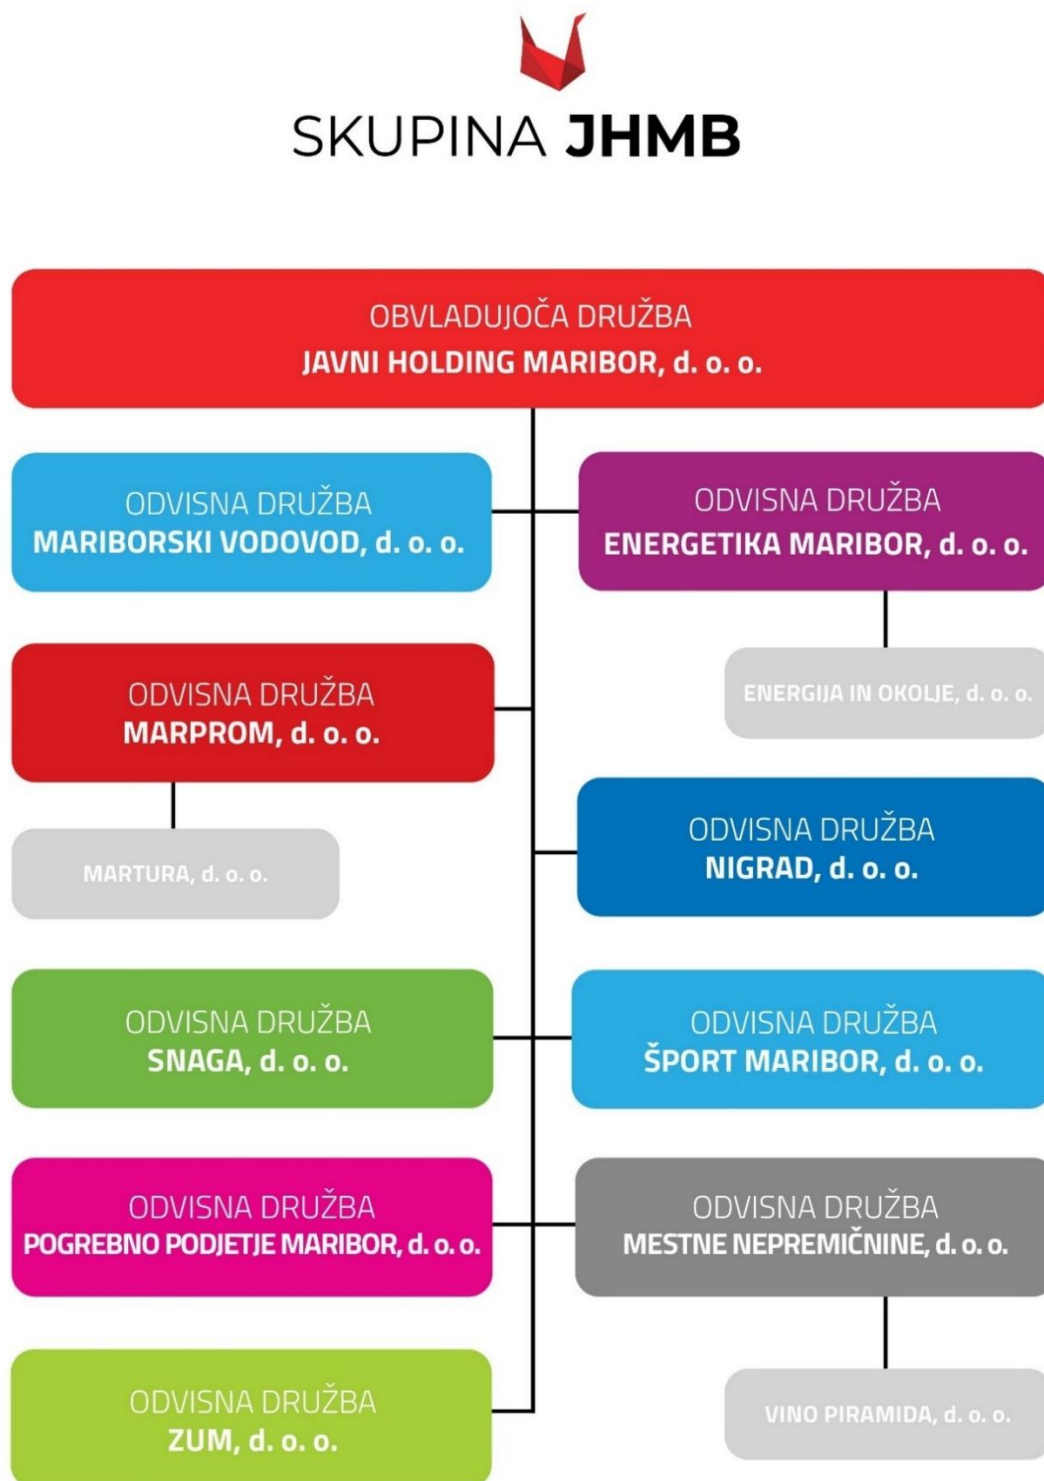 SKUPINA JHMB
OBVLADUJOČA DRUŽBA
JAVNI HOLDING MARIBOR, d. o. o.
ODVISNA DRUŽBA
MARIBORSKI VODOVOD, d. o. o.
ODVISNA DRUŽBA
ENERGETIKA MARIBOR, d. o. o.
ENERGIJA IN OKOLJE, d. o. o.
ODVISNA DRUŽBA
MARPROM, d. o. o.
MARTURA, d. o. o.
ODVISNA DRUŽBA
NIGRAD, d. o. o.
ODVISNA DRUŽBA
SNAGA, d. o. o.
ODVISNA DRUŽBA
ŠPORT MARIBOR, d. o. o.
ODVISNA DRUŽBA
POGREBNO PODJETJE MARIBOR, d. o. o.
ODVISNA DRUŽBA
MESTNE NEPREMIČNINE, d. o. o.
VINO PIRAMIDA, d. o. o.
ODVISNA DRUŽBA
ZUM, d. o. o.